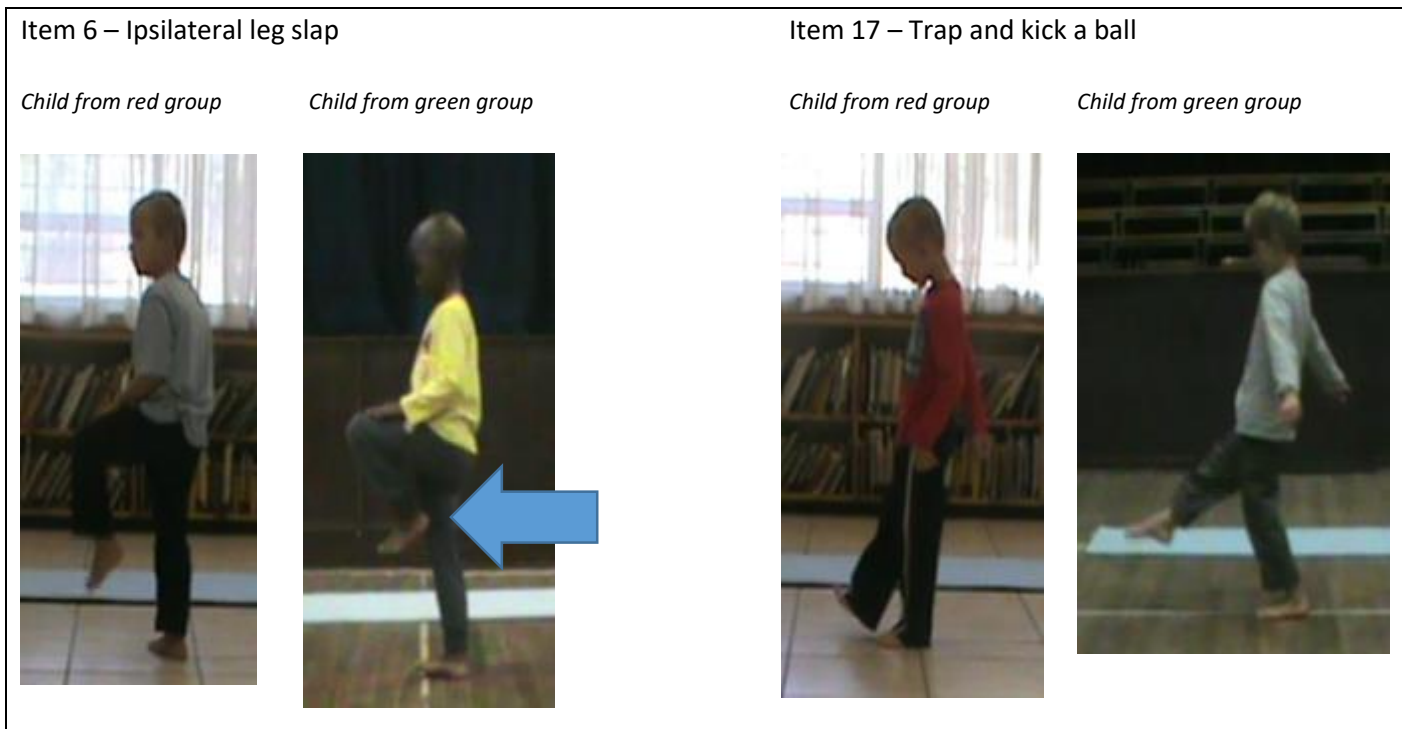 Item 6 – Ipsilateral leg slap
Item 17 – Trap and kick a ball
Child from red group
Child from green group
Child from red group
Child from green group